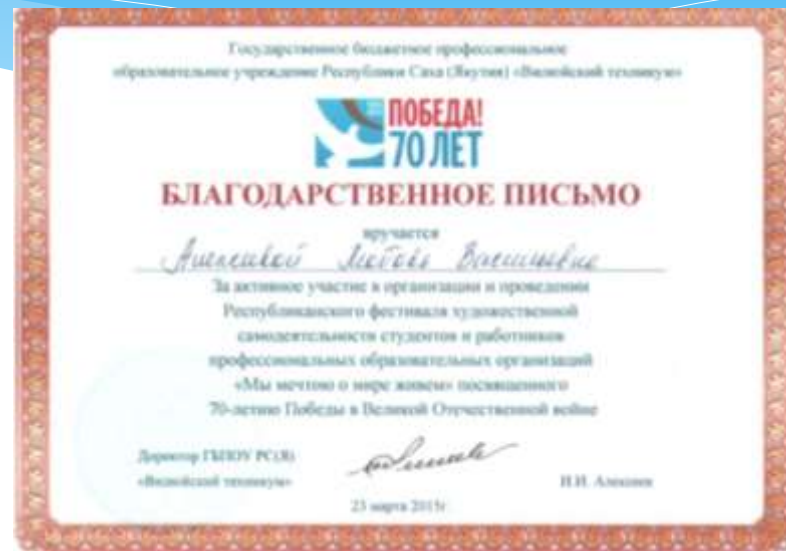 Государственное бюджетное профессиональное
образовательное учреждение Республики Саха (Якутия) «Вилюйский техникум»
ПОБЕДА!
70 ЛЕТ
БЛАГОДАРСТВЕННОЕ ПИСЬМО
вручается
Васильевне
За активное участие в организации и проведении
Республиканского фестиваля художественной
самодеятельности студентов и работников
профессиональных образовательных организаций
«Мы мечтою о мире живем» посвященного
70-летию Победы в Великой Отечественной войне
Директор ГБПОУ РС(Я)
«Вилюйский техникум»
И.И. Алексеев
23 марта 2015г